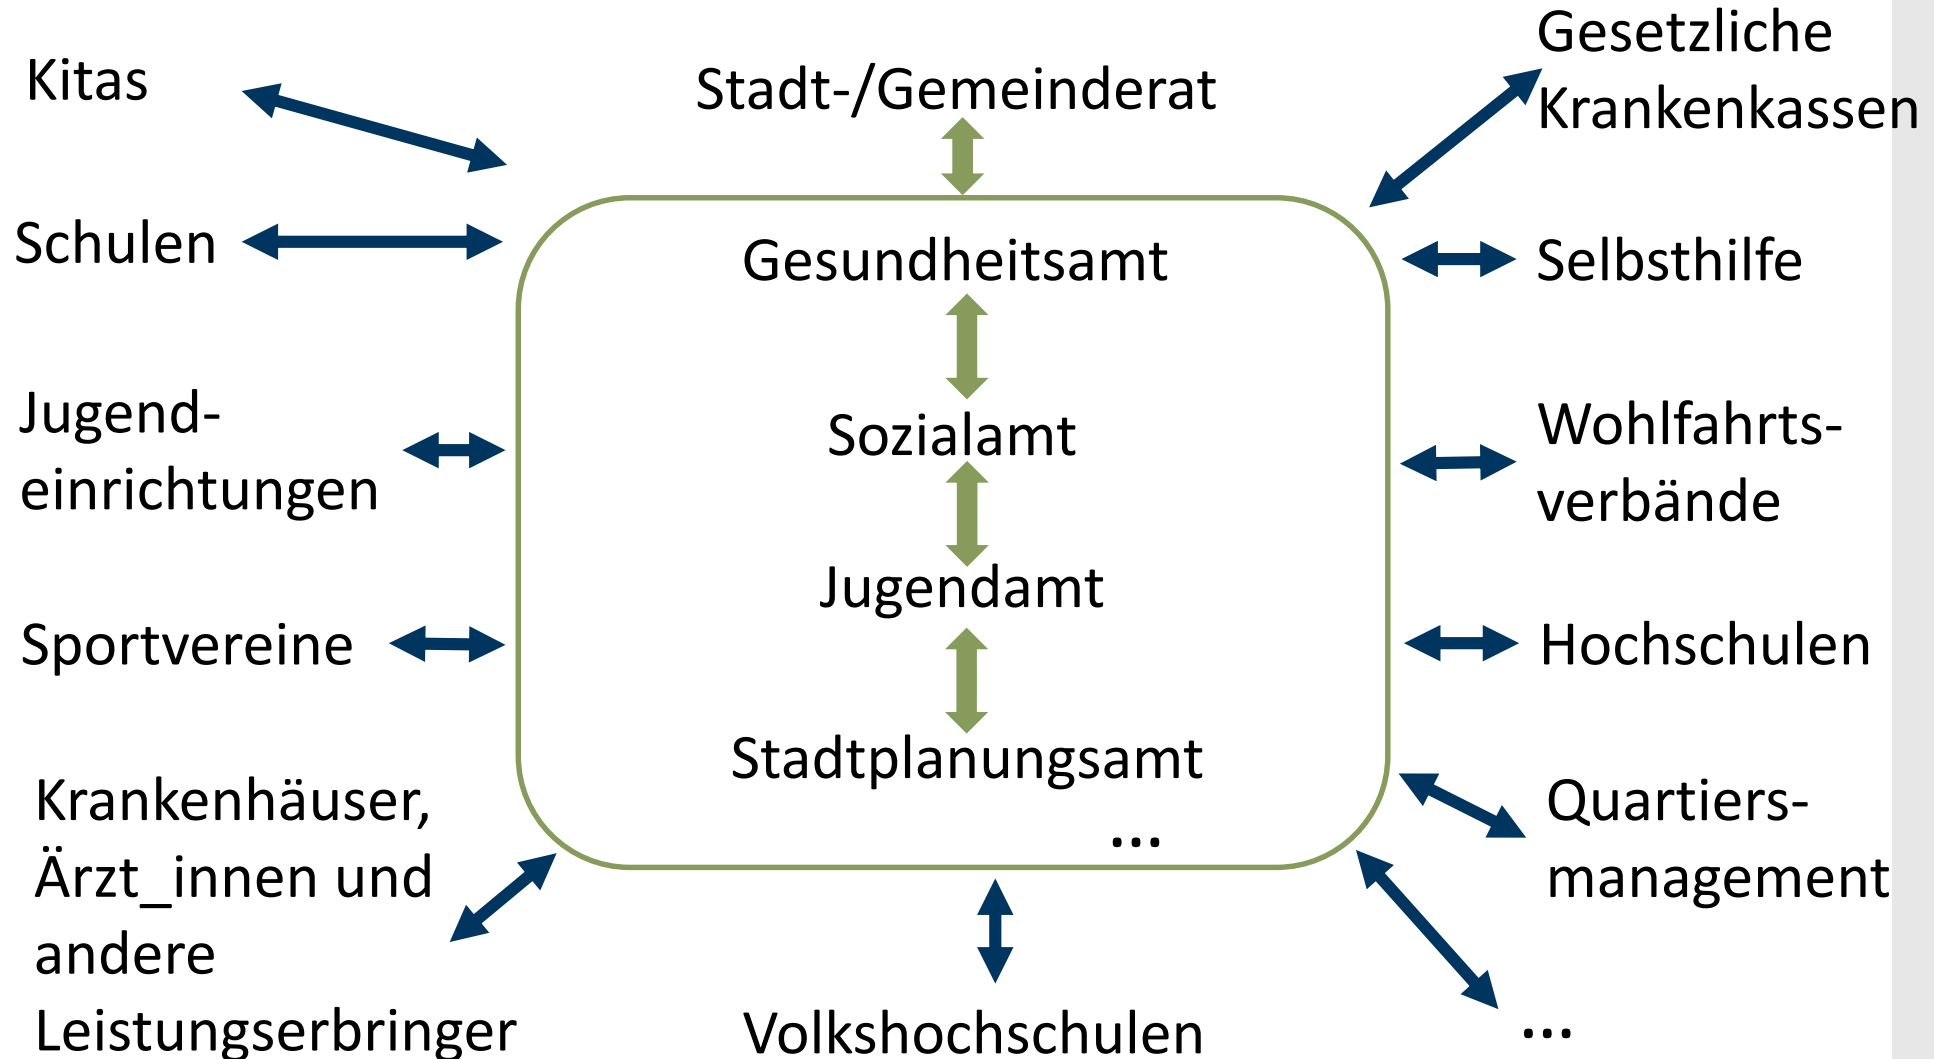 Kitas
Schulen
Jugend-
einrichtungen
Sportvereine
Krankenhäuser,
Ärzt_innen und
andere
Leistungserbringer
Stadt-/Gemeinderat
Gesundheitsamt
Sozialamt
Jugendamt
Stadtplanungsamt
...
Volkshochschulen
Gesetzliche
Krankenkassen
Selbsthilfe
Wohlfahrts-
verbände
Hochschulen
Quartiers-
management
...